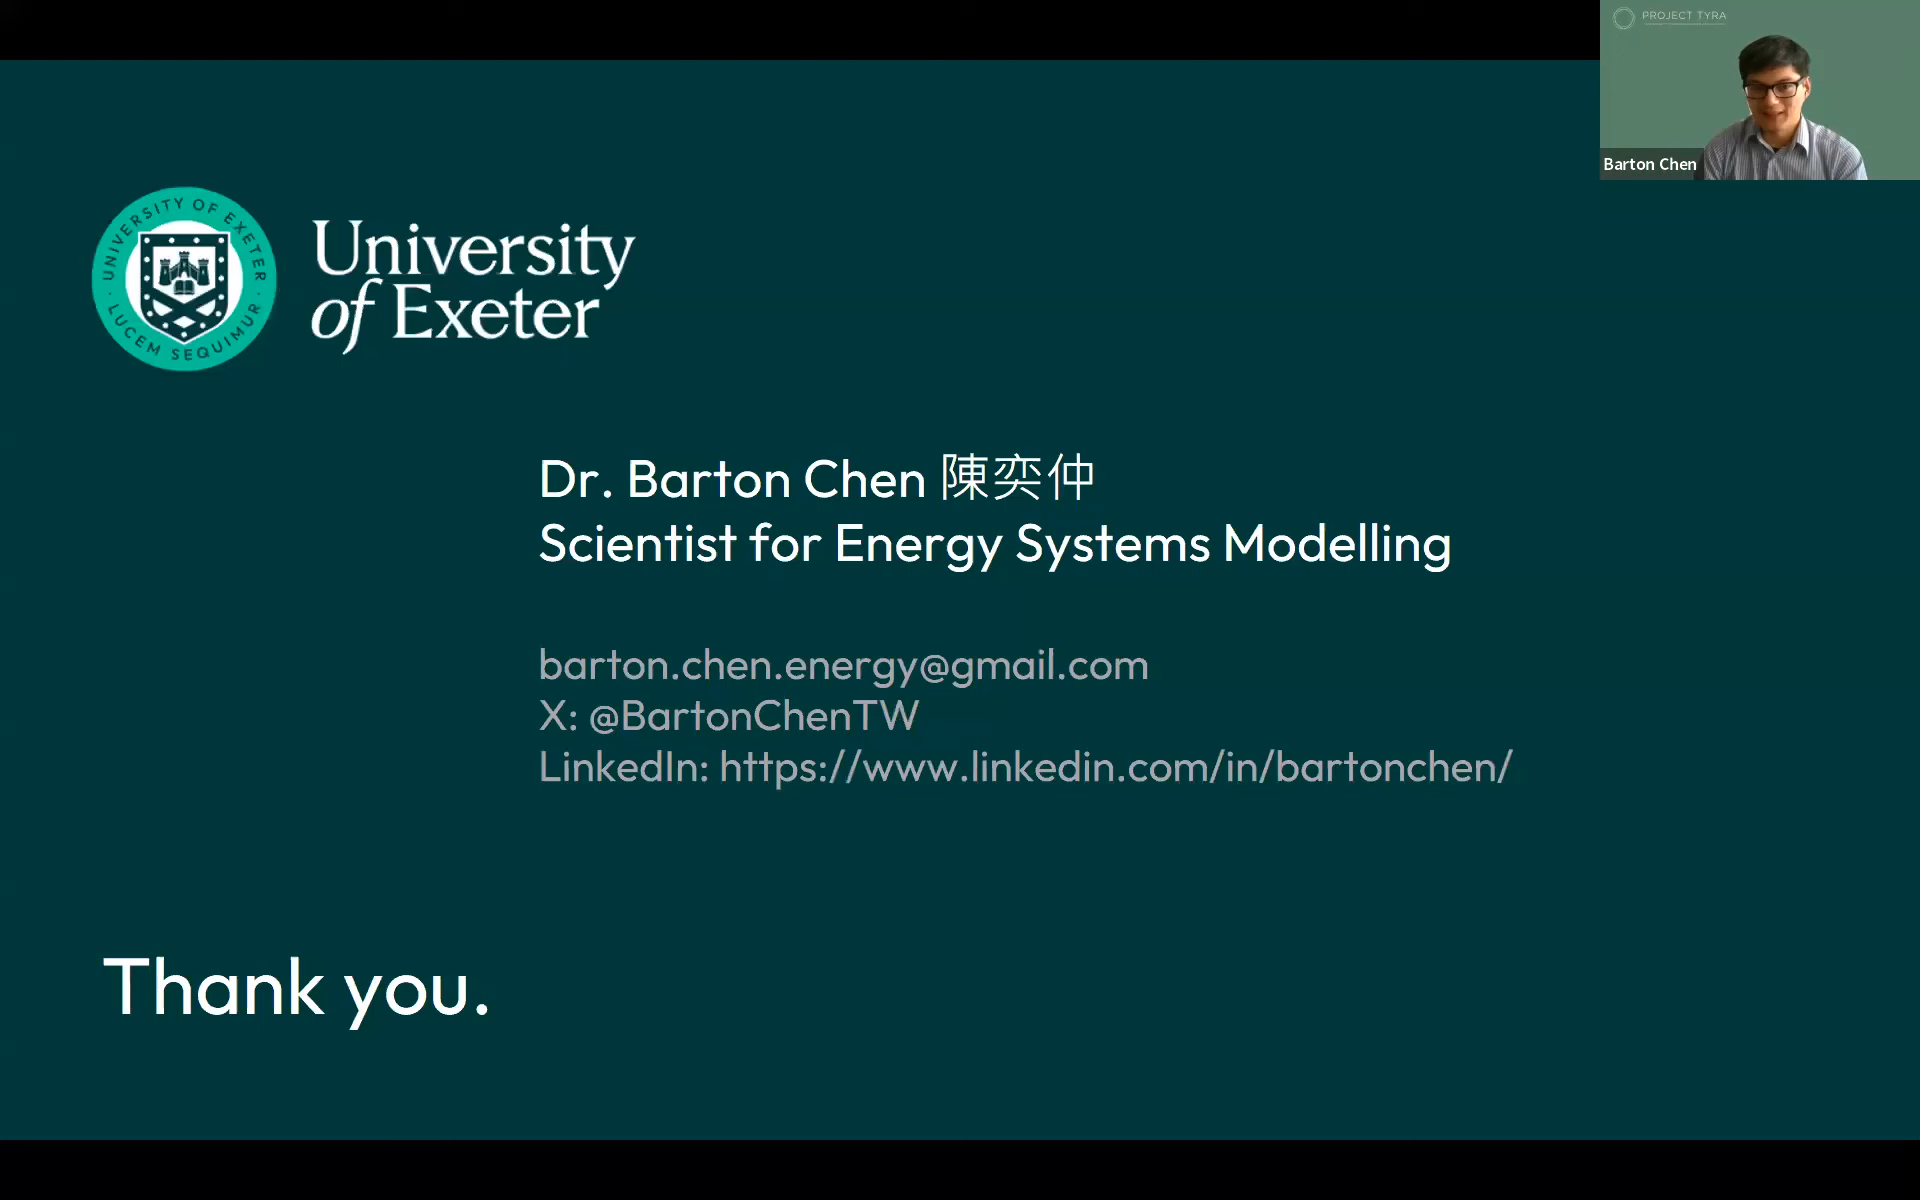 PROJECT TYRA
Barton Chen
UNIVERSITY OF EXETER
LUCEM SEQUIMUR
University
of Exeter
Dr. Barton Chen 陳奕仲
Scientist for Energy Systems Modelling
barton.chen.energy@gmail.com
X: @BartonChenTW
LinkedIn: https://www.linkedin.com/in/bartonchen/
Thank you.